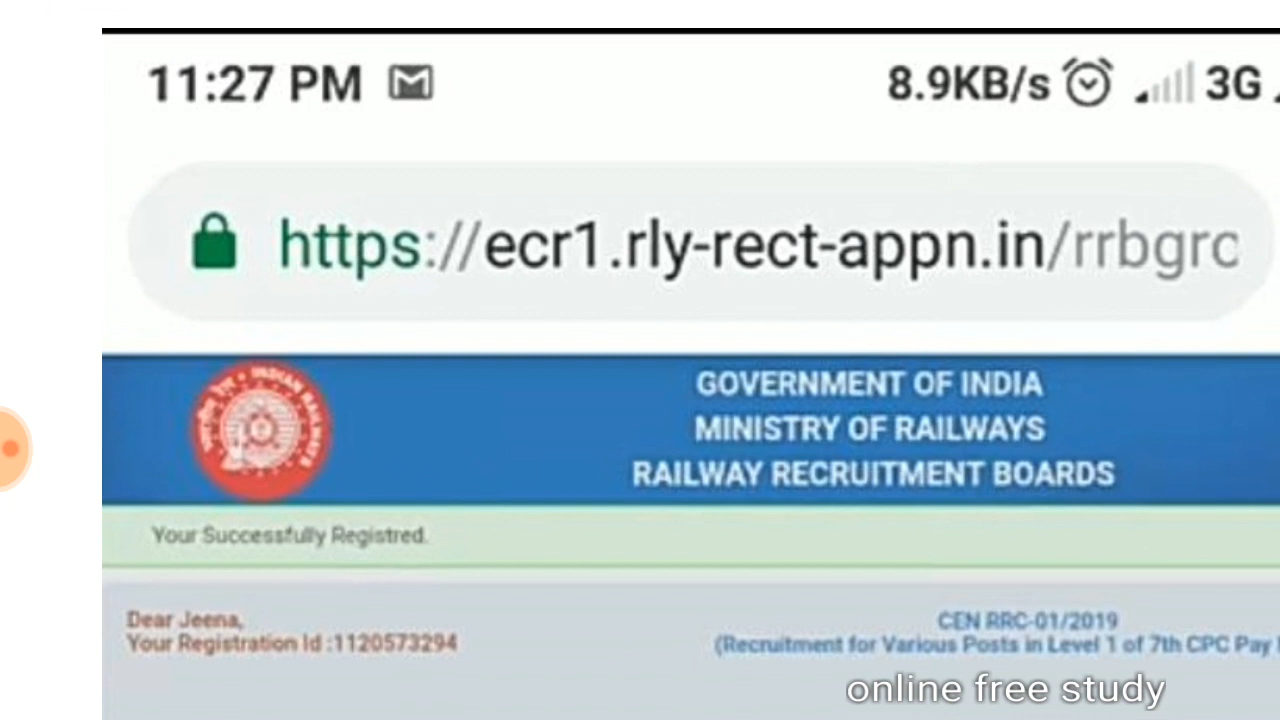 11:27 PM
8.9KB/s 3G
https://ecr1.rly-rect-appn.in/rrbgrc
INDIAN RAILWAYS
GOVERNMENT OF INDIA
MINISTRY OF RAILWAYS
RAILWAY RECRUITMENT BOARDS
Your Successfully Registred.
Dear Jeena,
Your Registration Id :1120573294
CEN RRC-01/2019
(Recruitment for Various Posts in Level 1 of 7th CPC Pay
online free study